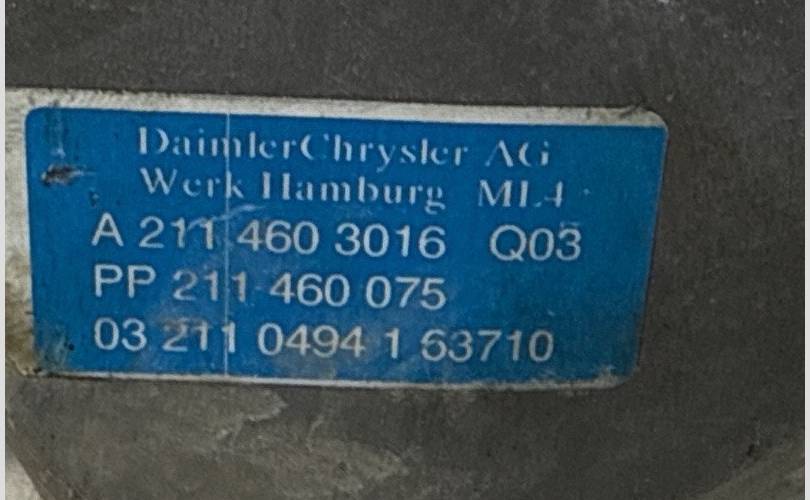 DaimlerChrysler AG
Werk Hamburg ML4
A 211 460 3016 Q03
PP 211 460 075
03 211 0494 1 63710